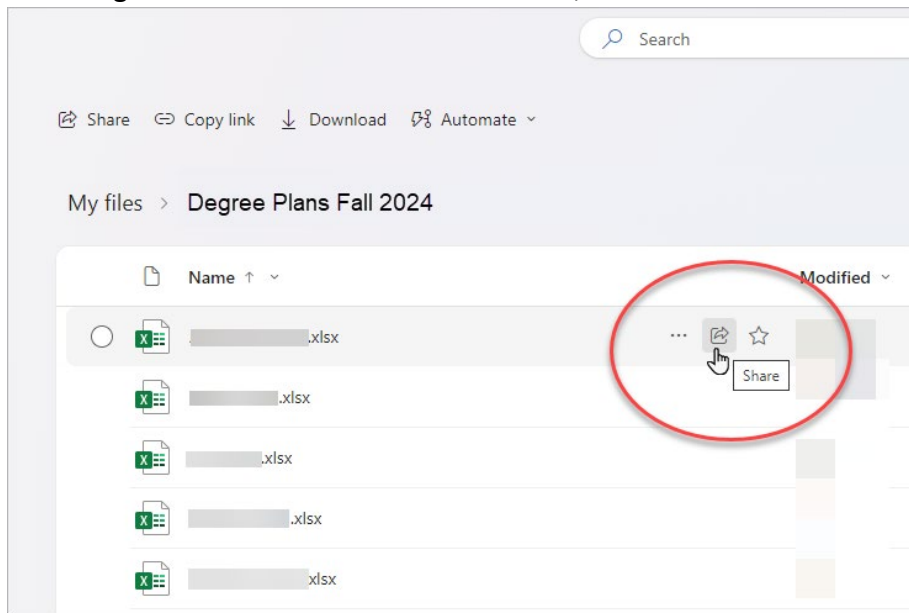 Search
Share Copy link Download Automate
My files > Degree Plans Fall 2024
Name Modified
.xlsx
Share
.xlsx
.xlsx
.xlsx
xlsx